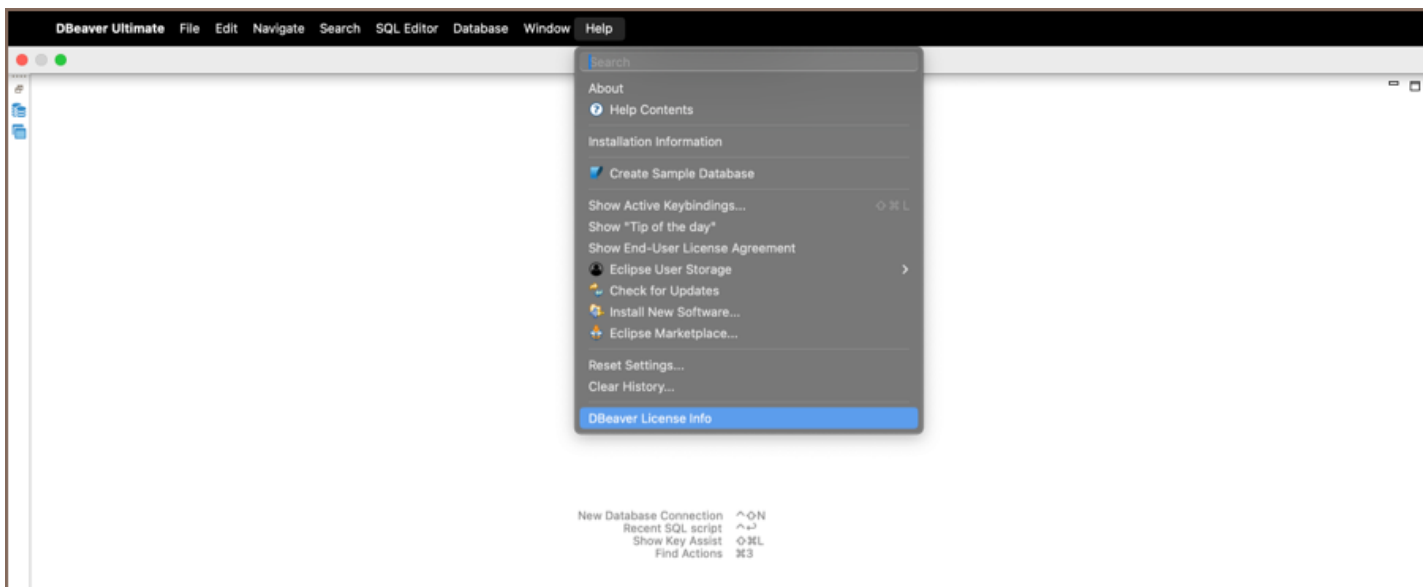 DBeaver Ultimate File Edit Navigate Search SQL Editor Database Window Help
Search
About
Help Contents
Installation Information
Create Sample Database
Show Active Keybindings... ⇧⌘L
Show "Tip of the day"
Show End-User License Agreement
Eclipse User Storage
Check for Updates
Install New Software...
Eclipse Marketplace...
Reset Settings...
Clear History...
DBeaver License Info
New Database Connection ^⇧N
Recent SQL script ^⏎
Show Key Assist ⇧⌘L
Find Actions ⌘3